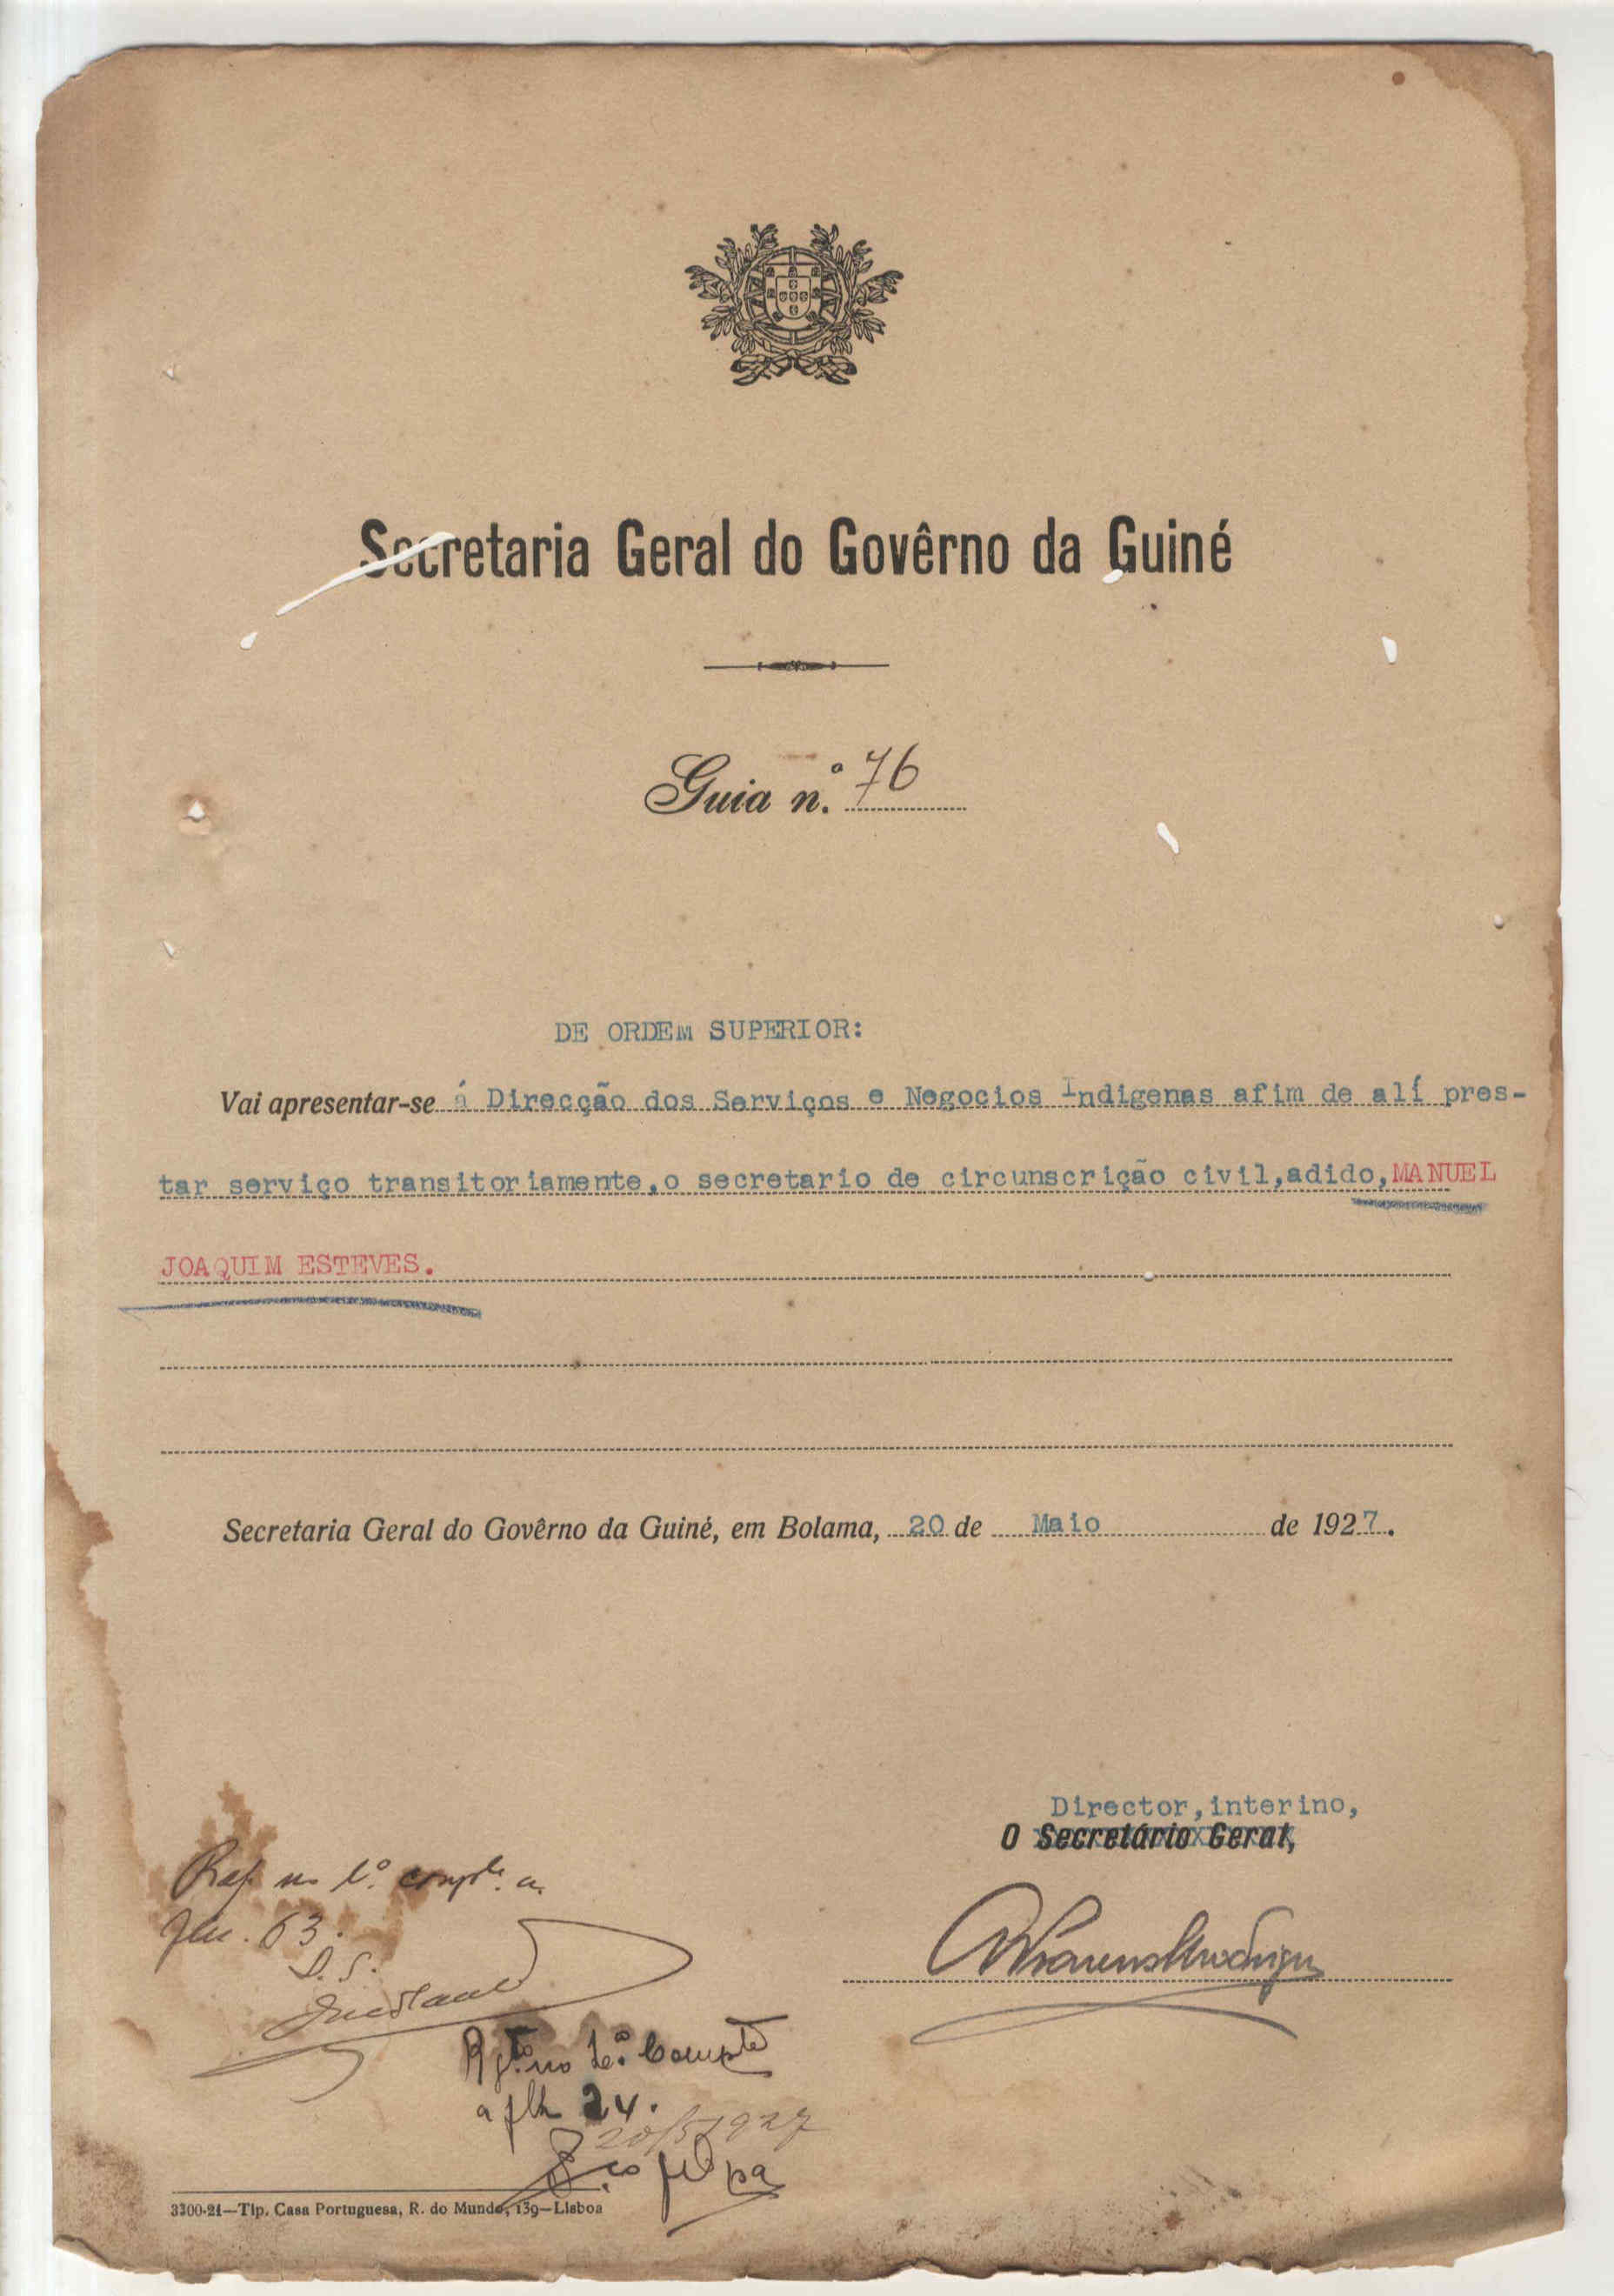 Secretaria Geral do Govêrno da Guiné
Guia n.º 76
DE ORDEM SUPERIOR:
Vai apresentar-se á Direcção dos Serviços e Negocios Indigenas afim de alí pres-
tar serviço transitoriamente,o secretario de circunscrição civil,adido,MANUEL
JOAQUIM ESTEVES.
Secretaria Geral do Govêrno da Guiné, em Bolama, 20 de Maio de 1927.
Director,interino,
O Secretário Geral,
no l.º a
63.
D. S.
no L.º
a flh 24.
20/5/1927
3300-21—Tip. Casa Portuguesa, R. do Mundo, 139—Lisboa